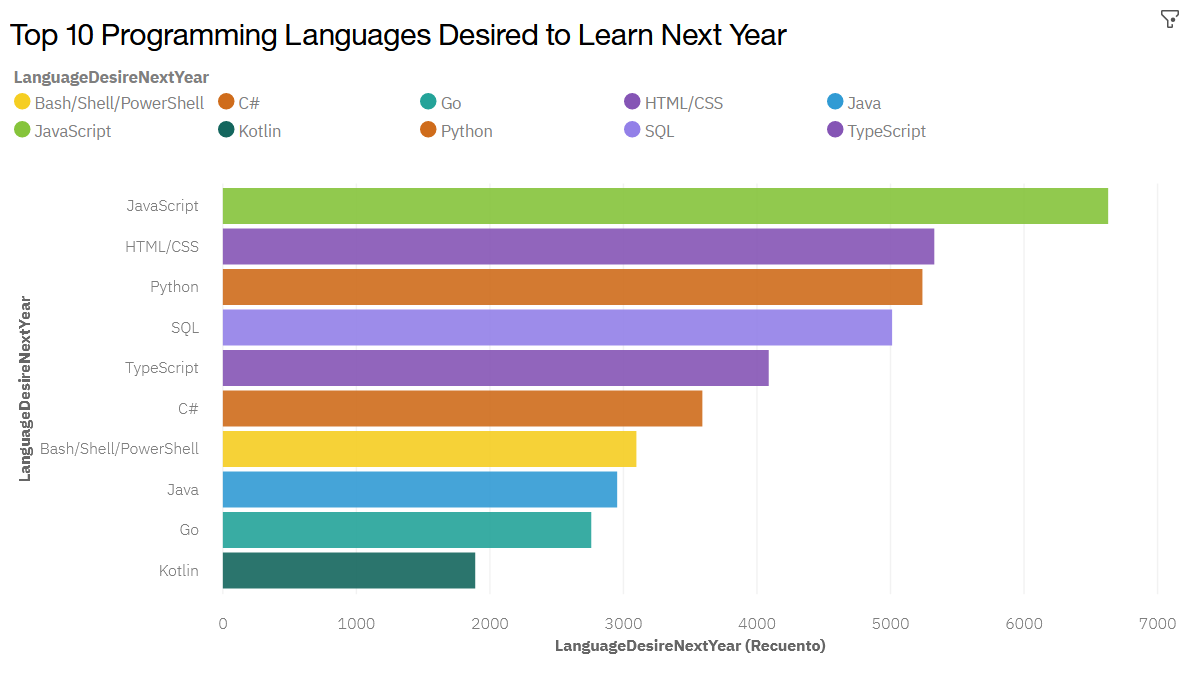 Top 10 Programming Languages Desired to Learn Next Year
LanguageDesireNextYear
Bash/Shell/PowerShell C# Go HTML/CSS Java
JavaScript Kotlin Python SQL TypeScript
LanguageDesireNextYear
JavaScript
HTML/CSS
Python
SQL
TypeScript
C#
Bash/Shell/PowerShell
Java
Go
Kotlin
0 1000 2000 3000 4000 5000 6000 7000
LanguageDesireNextYear (Recuento)